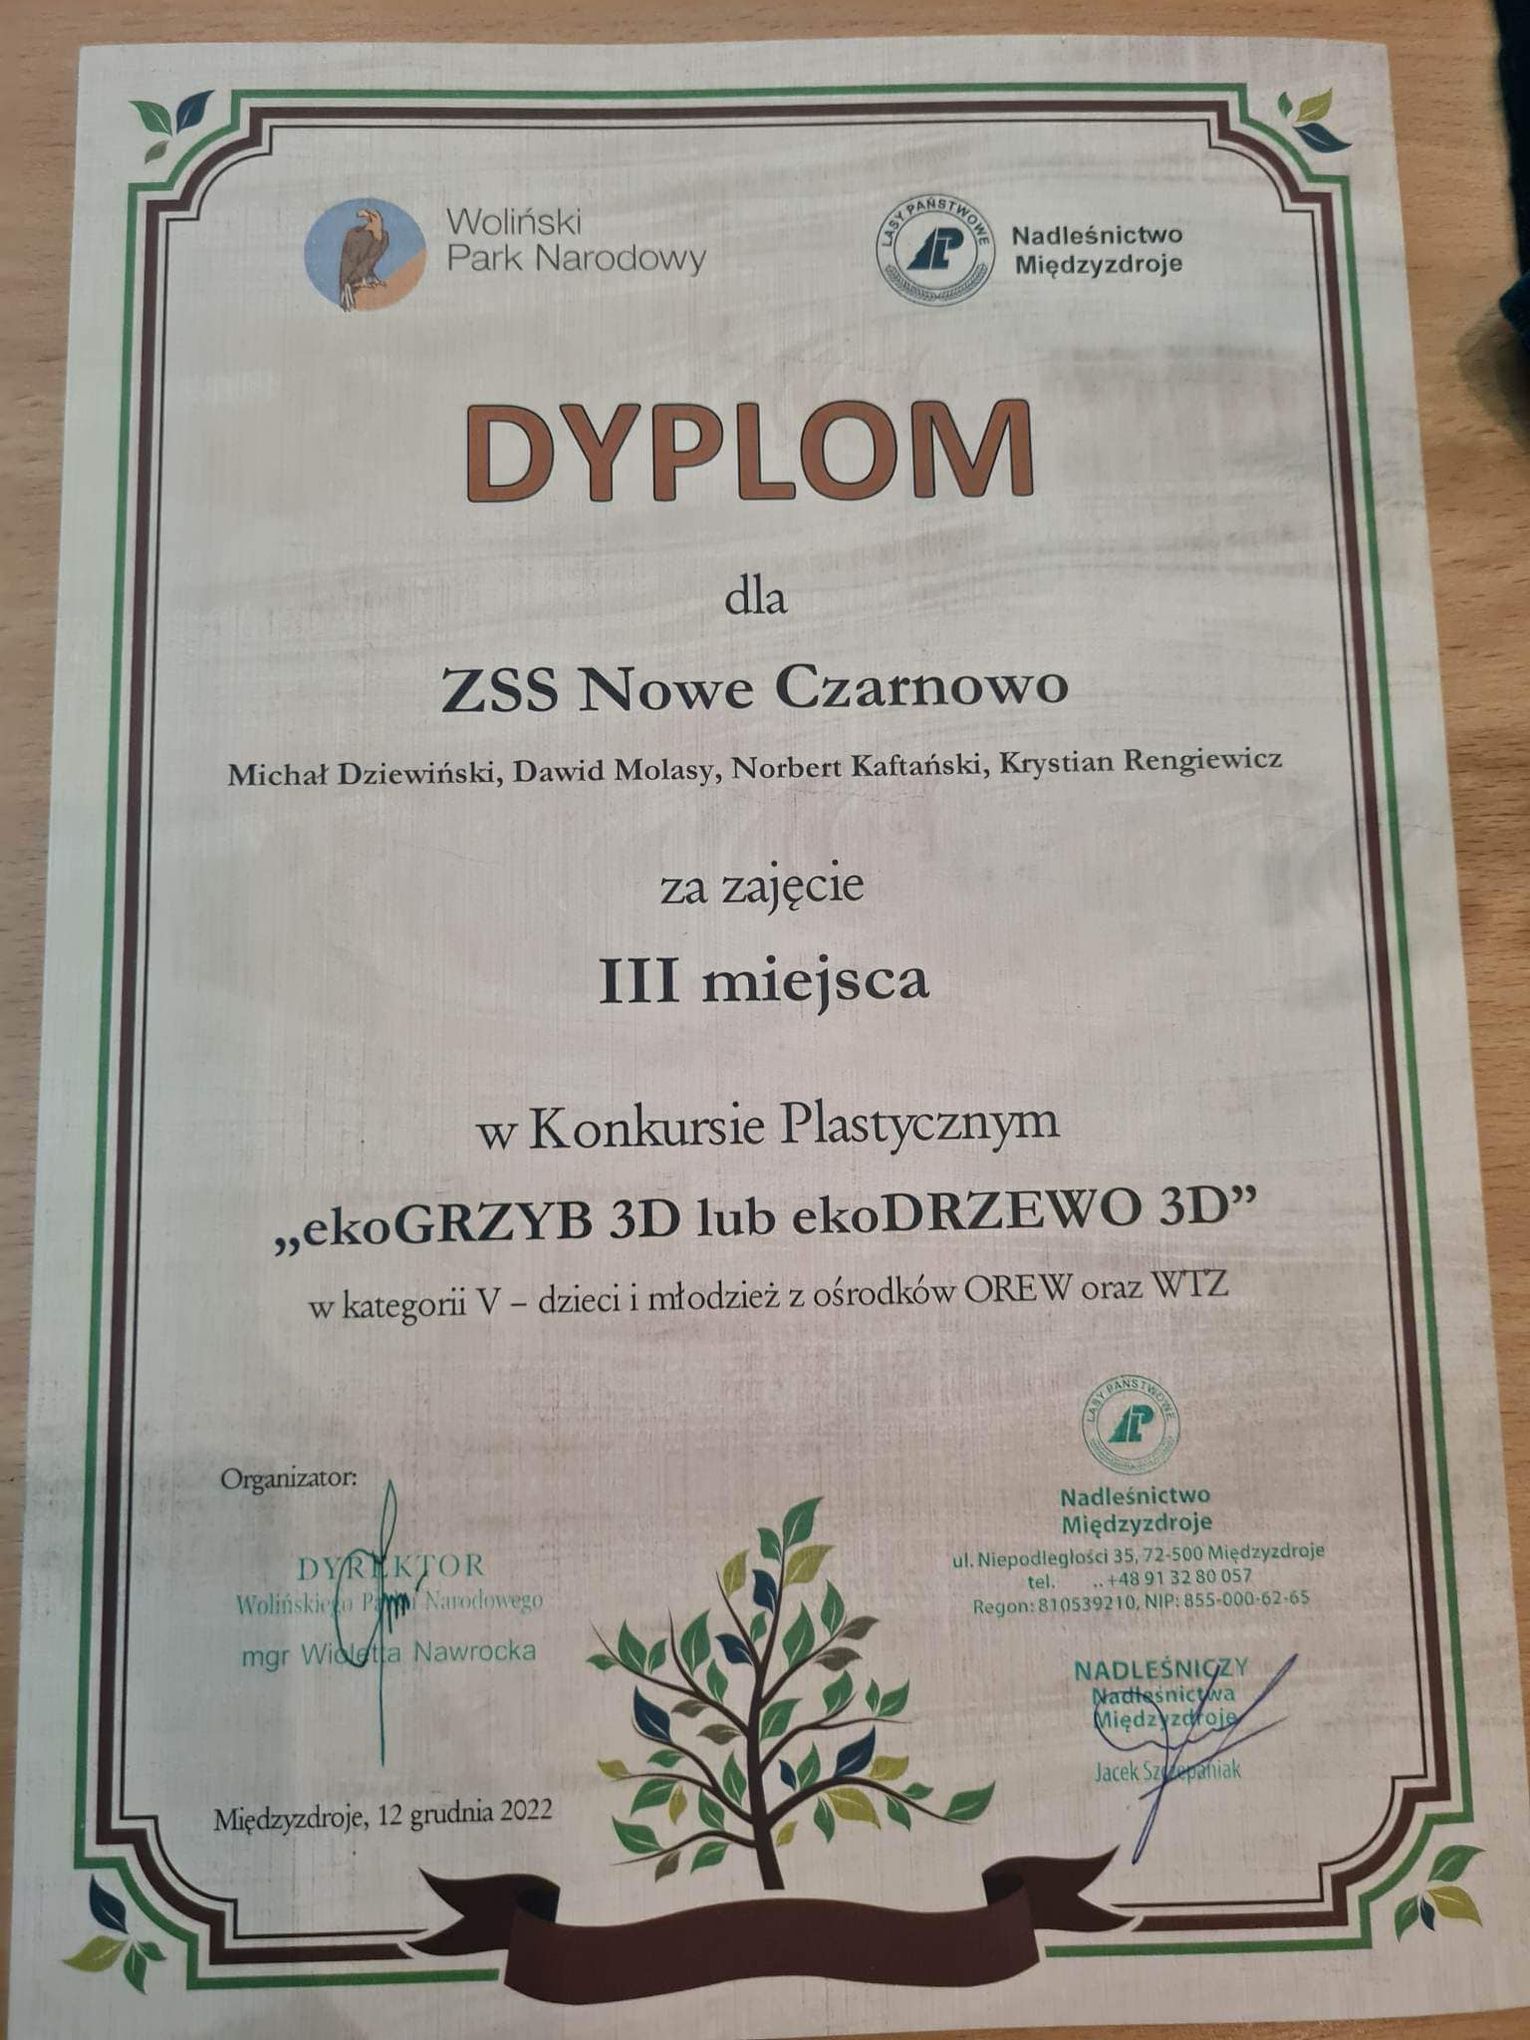 Woliński
Park Narodowy
LASY PAŃSTWOWE
Nadleśnictwo
Międzyzdroje
DYPLOM
dla
ZSS Nowe Czarnowo
Michał Dziewiński, Dawid Molasy, Norbert Kaftański, Krystian Rengiewicz
za zajęcie
III miejsca
w Konkursie Plastycznym
„ekoGRZYB 3D lub ekoDRZEWO 3D”
w kategorii V – dzieci i młodzież z ośrodków OREW oraz WTZ
Organizator:
DYREKTOR
Wolińskiego Parku Narodowego
mgr Wioletta Nawrocka
Międzyzdroje, 12 grudnia 2022
LASY PAŃSTWOWE
Nadleśnictwo
Międzyzdroje
ul. Niepodległości 35, 72-500 Międzyzdroje
tel. +48 91 32 80 057
Regon: 810539210, NIP: 855-000-62-65
NADLEŚNICZY
Nadleśnictwa
Międzyzdroje
Jacek Szczepaniak